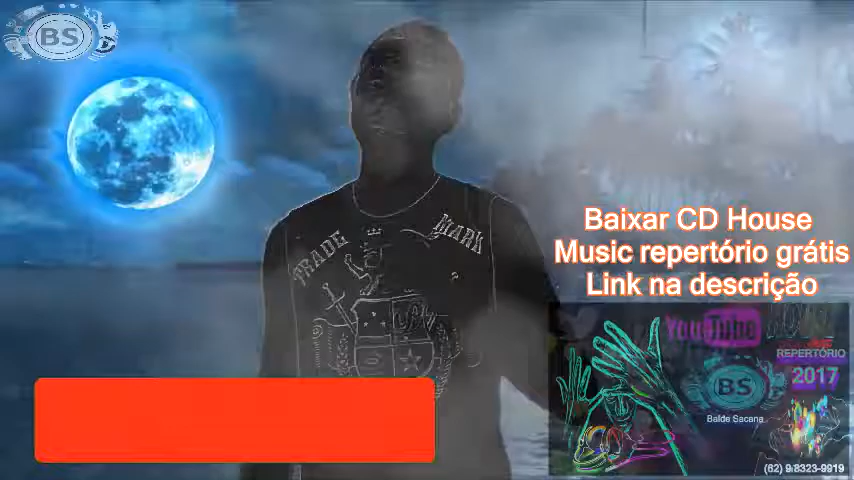 BS
TRADE MARK
Baixar CD House
Music repertório grátis
Link na descrição
YouTube
REPERTÓRIO
2017
BS
Balde Sacana
(62) 9/8323-9919